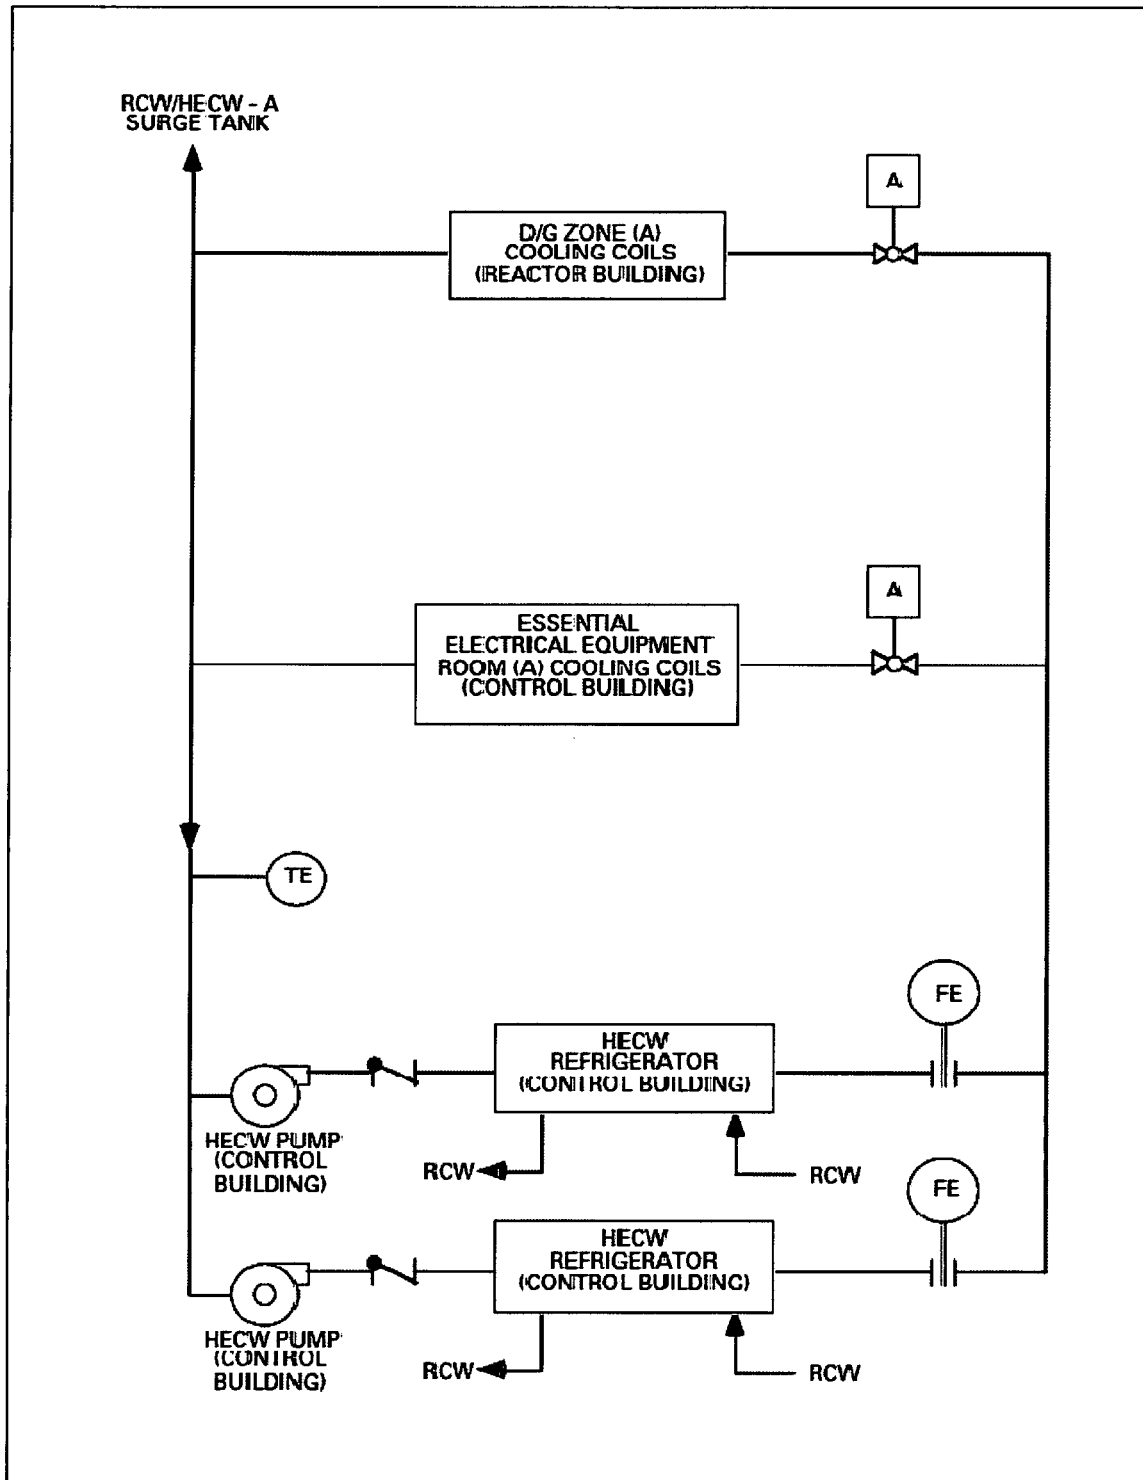 RCW/HECW - A
SURGE TANK
A
D/G ZONE (A)
COOLING COILS
(REACTOR BUILDING)
A
ESSENTIAL
ELECTRICAL EQUIPMENT
ROOM (A) COOLING COILS
(CONTROL BUILDING)
TE
FE
HECW
REFRIGERATOR
(CONTROL BUILDING)
HECW PUMP
(CONTROL
BUILDING)
RCW
RCW
FE
HECW
REFRIGERATOR
(CONTROL BUILDING)
HECW PUMP
(CONTROL
BUILDING)
RCW
RCW